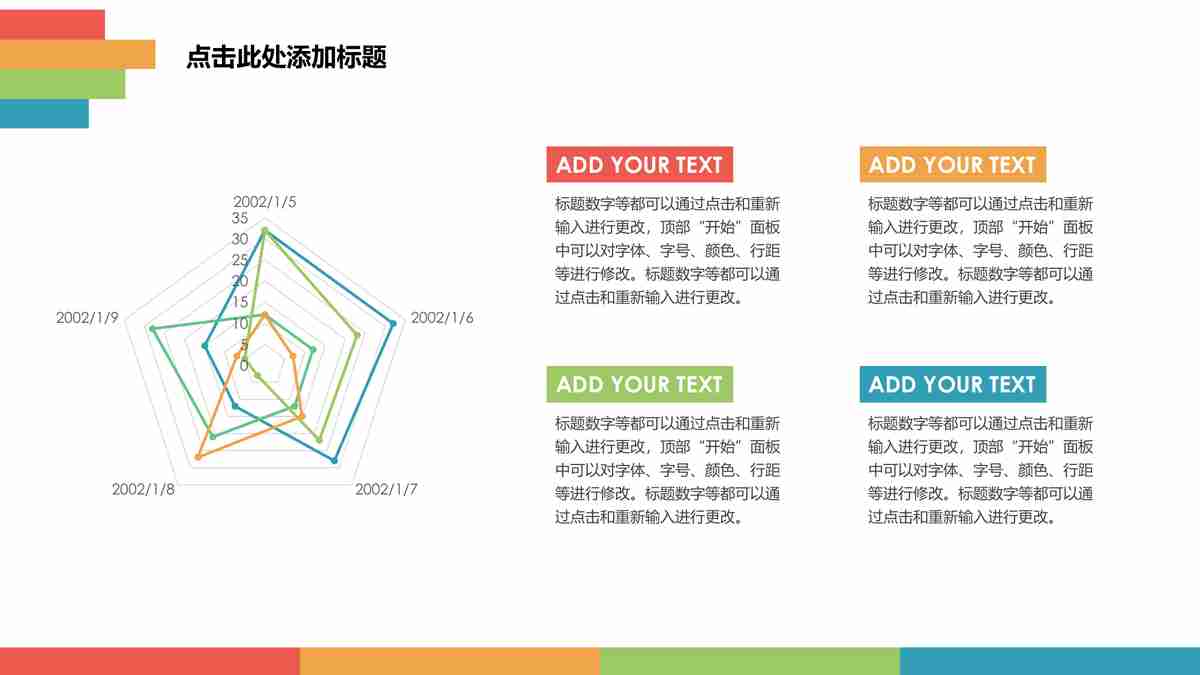 点击此处添加标题
2002/1/5
35
30
25
20
15
10
5
0
2002/1/9
2002/1/6
2002/1/8
2002/1/7
ADD YOUR TEXT
标题数字等都可以通过点击和重新
输入进行更改，顶部“开始”面板
中可以对字体、字号、颜色、行距
等进行修改。标题数字等都可以通
过点击和重新输入进行更改。
ADD YOUR TEXT
标题数字等都可以通过点击和重新
输入进行更改，顶部“开始”面板
中可以对字体、字号、颜色、行距
等进行修改。标题数字等都可以通
过点击和重新输入进行更改。
ADD YOUR TEXT
标题数字等都可以通过点击和重新
输入进行更改，顶部“开始”面板
中可以对字体、字号、颜色、行距
等进行修改。标题数字等都可以通
过点击和重新输入进行更改。
ADD YOUR TEXT
标题数字等都可以通过点击和重新
输入进行更改，顶部“开始”面板
中可以对字体、字号、颜色、行距
等进行修改。标题数字等都可以通
过点击和重新输入进行更改。